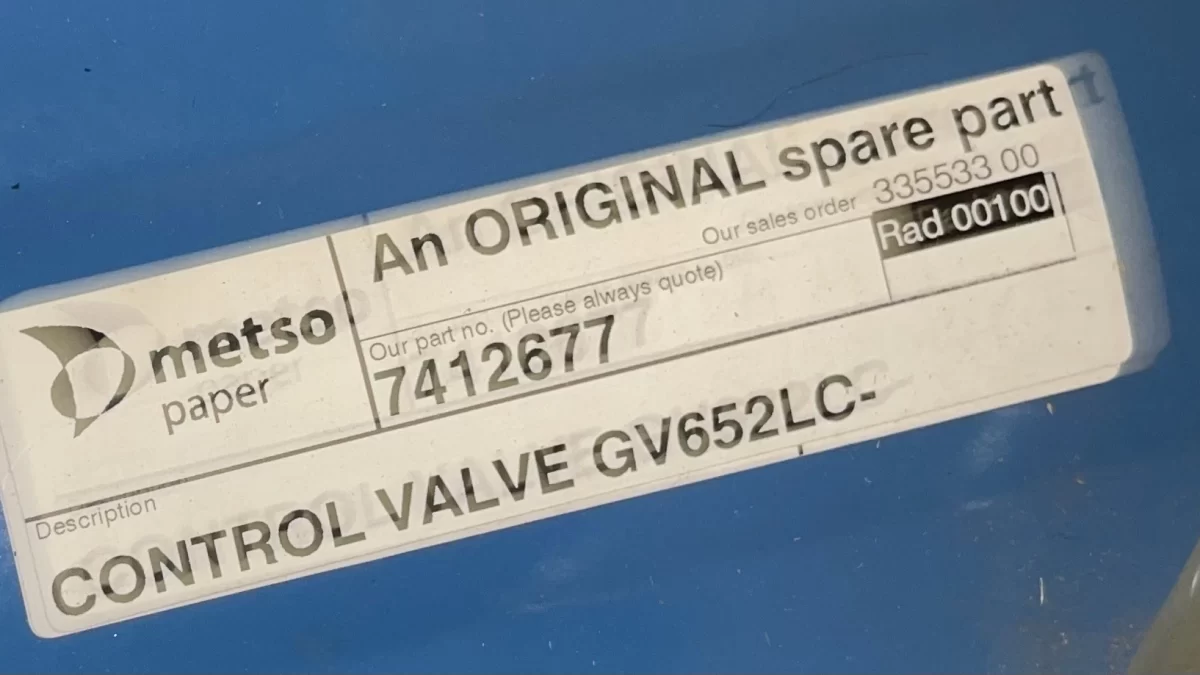 An ORIGINAL spare part
Our sales order 335533 00
Rad 00100
metso
paper
Our part no. (Please always quote)
7412677
Description
CONTROL VALVE GV652LC-